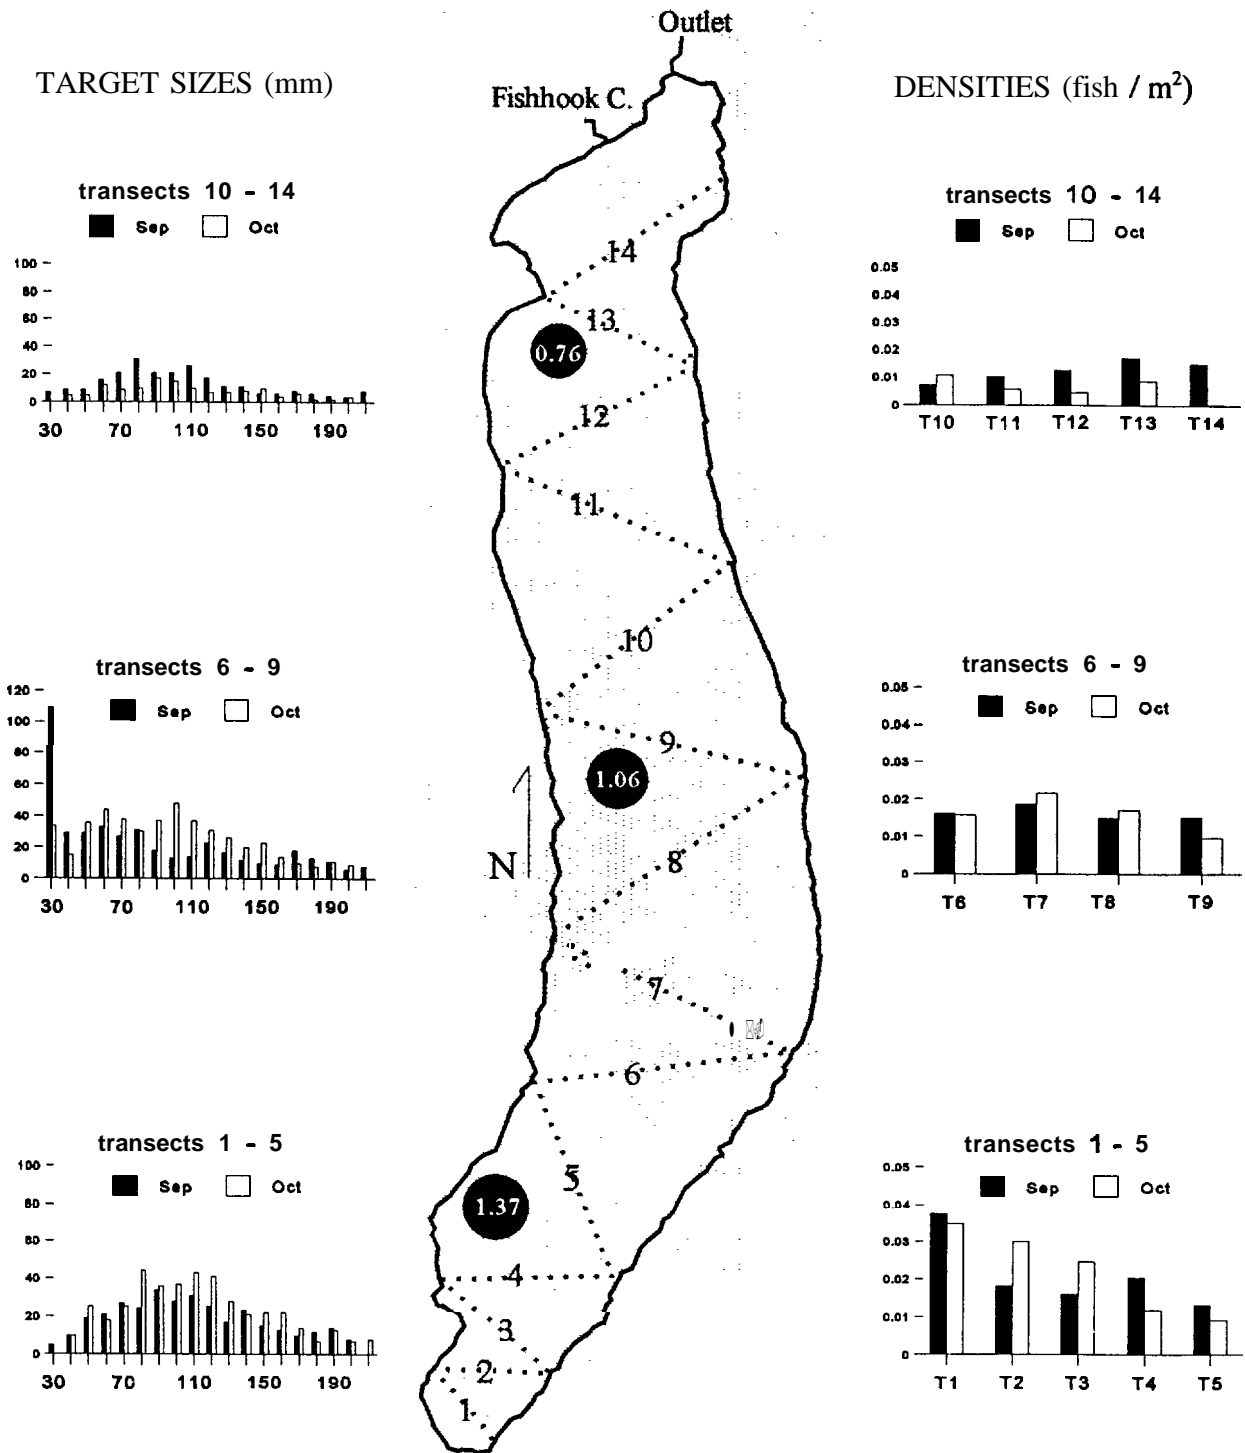 Outlet
TARGET SIZES (mm)
DENSITIES (fish / m²)
Fishhook C.
transects 10 - 14
Sep Oct
100
80
60
40
20
0
30 70 110 150 190
transects 10 - 14
Sep Oct
0.05
0.04
0.03
0.02
0.01
0
T10 T11 T12 T13 T14
14
13
0.76
12
11
10
transects 6 - 9
Sep Oct
120
100
80
60
40
20
0
30 70 110 150 190
transects 6 - 9
Sep Oct
0.05
0.04
0.03
0.02
0.01
0
T6 T7 T8 T9
9
1.06
N
8
7
6
transects 1 - 5
Sep Oct
100
80
60
40
20
0
30 70 110 150 190
transects 1 - 5
Sep Oct
0.05
0.04
0.03
0.02
0.01
0
T1 T2 T3 T4 T5
5
1.37
4
3
2
1